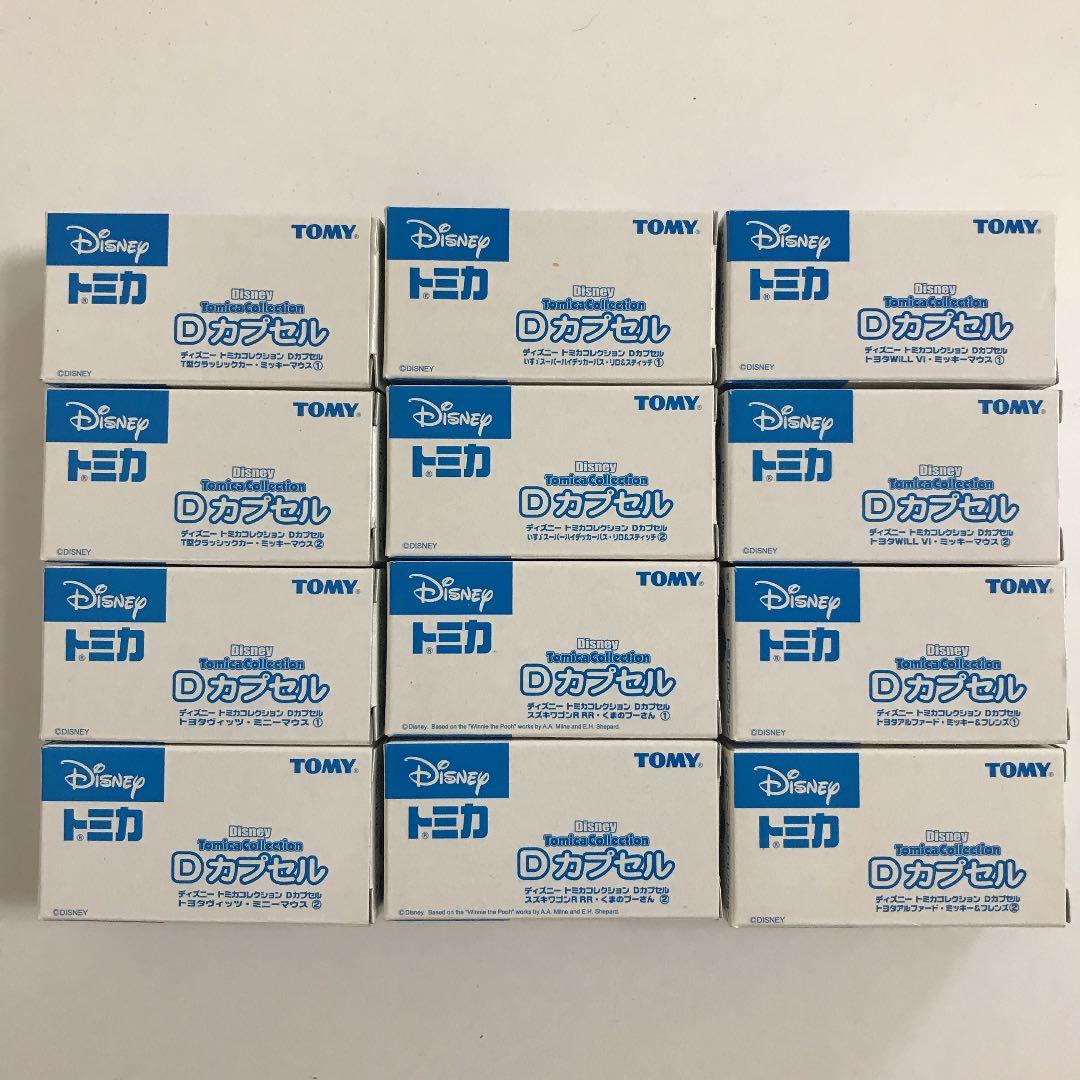 Disney
TOMY®
トミカ®
Disney
Tomica Collection
Dカプセル
ディズニー トミカコレクション Dカプセル
T型クラッシックカー・ミッキーマウス①
©DISNEY
Disney
TOMY®
トミカ®
Disney
Tomica Collection
Dカプセル
ディズニー トミカコレクション Dカプセル
いすゞスーパーハイデッカーバス・リロ&スティッチ①
©DISNEY
Disney
TOMY®
トミカ®
Disney
Tomica Collection
Dカプセル
ディズニー トミカコレクション Dカプセル
トヨタWiLL VI・ミッキーマウス①
©DISNEY
Disney
TOMY®
トミカ®
Disney
Tomica Collection
Dカプセル
ディズニー トミカコレクション Dカプセル
T型クラッシックカー・ミッキーマウス②
©DISNEY
Disney
TOMY®
トミカ®
Disney
Tomica Collection
Dカプセル
ディズニー トミカコレクション Dカプセル
いすゞスーパーハイデッカーバス・リロ&スティッチ②
©DISNEY
Disney
TOMY®
トミカ®
Disney
Tomica Collection
Dカプセル
ディズニー トミカコレクション Dカプセル
トヨタWiLL VI・ミッキーマウス②
©DISNEY
Disney
TOMY®
トミカ®
Disney
Tomica Collection
Dカプセル
ディズニー トミカコレクション Dカプセル
トヨタヴィッツ・ミニーマウス①
©DISNEY
Disney
TOMY®
トミカ®
Disney
Tomica Collection
Dカプセル
ディズニー トミカコレクション Dカプセル
スズキワゴンR RR・くまのプーさん①
©Disney. Based on the "Winnie the Pooh" works by A.A. Milne and E.H. Shepard.
Disney
TOMY®
トミカ®
Disney
Tomica Collection
Dカプセル
ディズニー トミカコレクション Dカプセル
トヨタアルファード・ミッキー&フレンズ①
©DISNEY
Disney
TOMY®
トミカ®
Disney
Tomica Collection
Dカプセル
ディズニー トミカコレクション Dカプセル
トヨタヴィッツ・ミニーマウス②
©DISNEY
Disney
TOMY®
トミカ®
Disney
Tomica Collection
Dカプセル
ディズニー トミカコレクション Dカプセル
スズキワゴンR RR・くまのプーさん②
©Disney. Based on the "Winnie the Pooh" works by A.A. Milne and E.H. Shepard.
Disney
TOMY®
トミカ®
Disney
Tomica Collection
Dカプセル
ディズニー トミカコレクション Dカプセル
トヨタアルファード・ミッキー&フレンズ②
©DISNEY